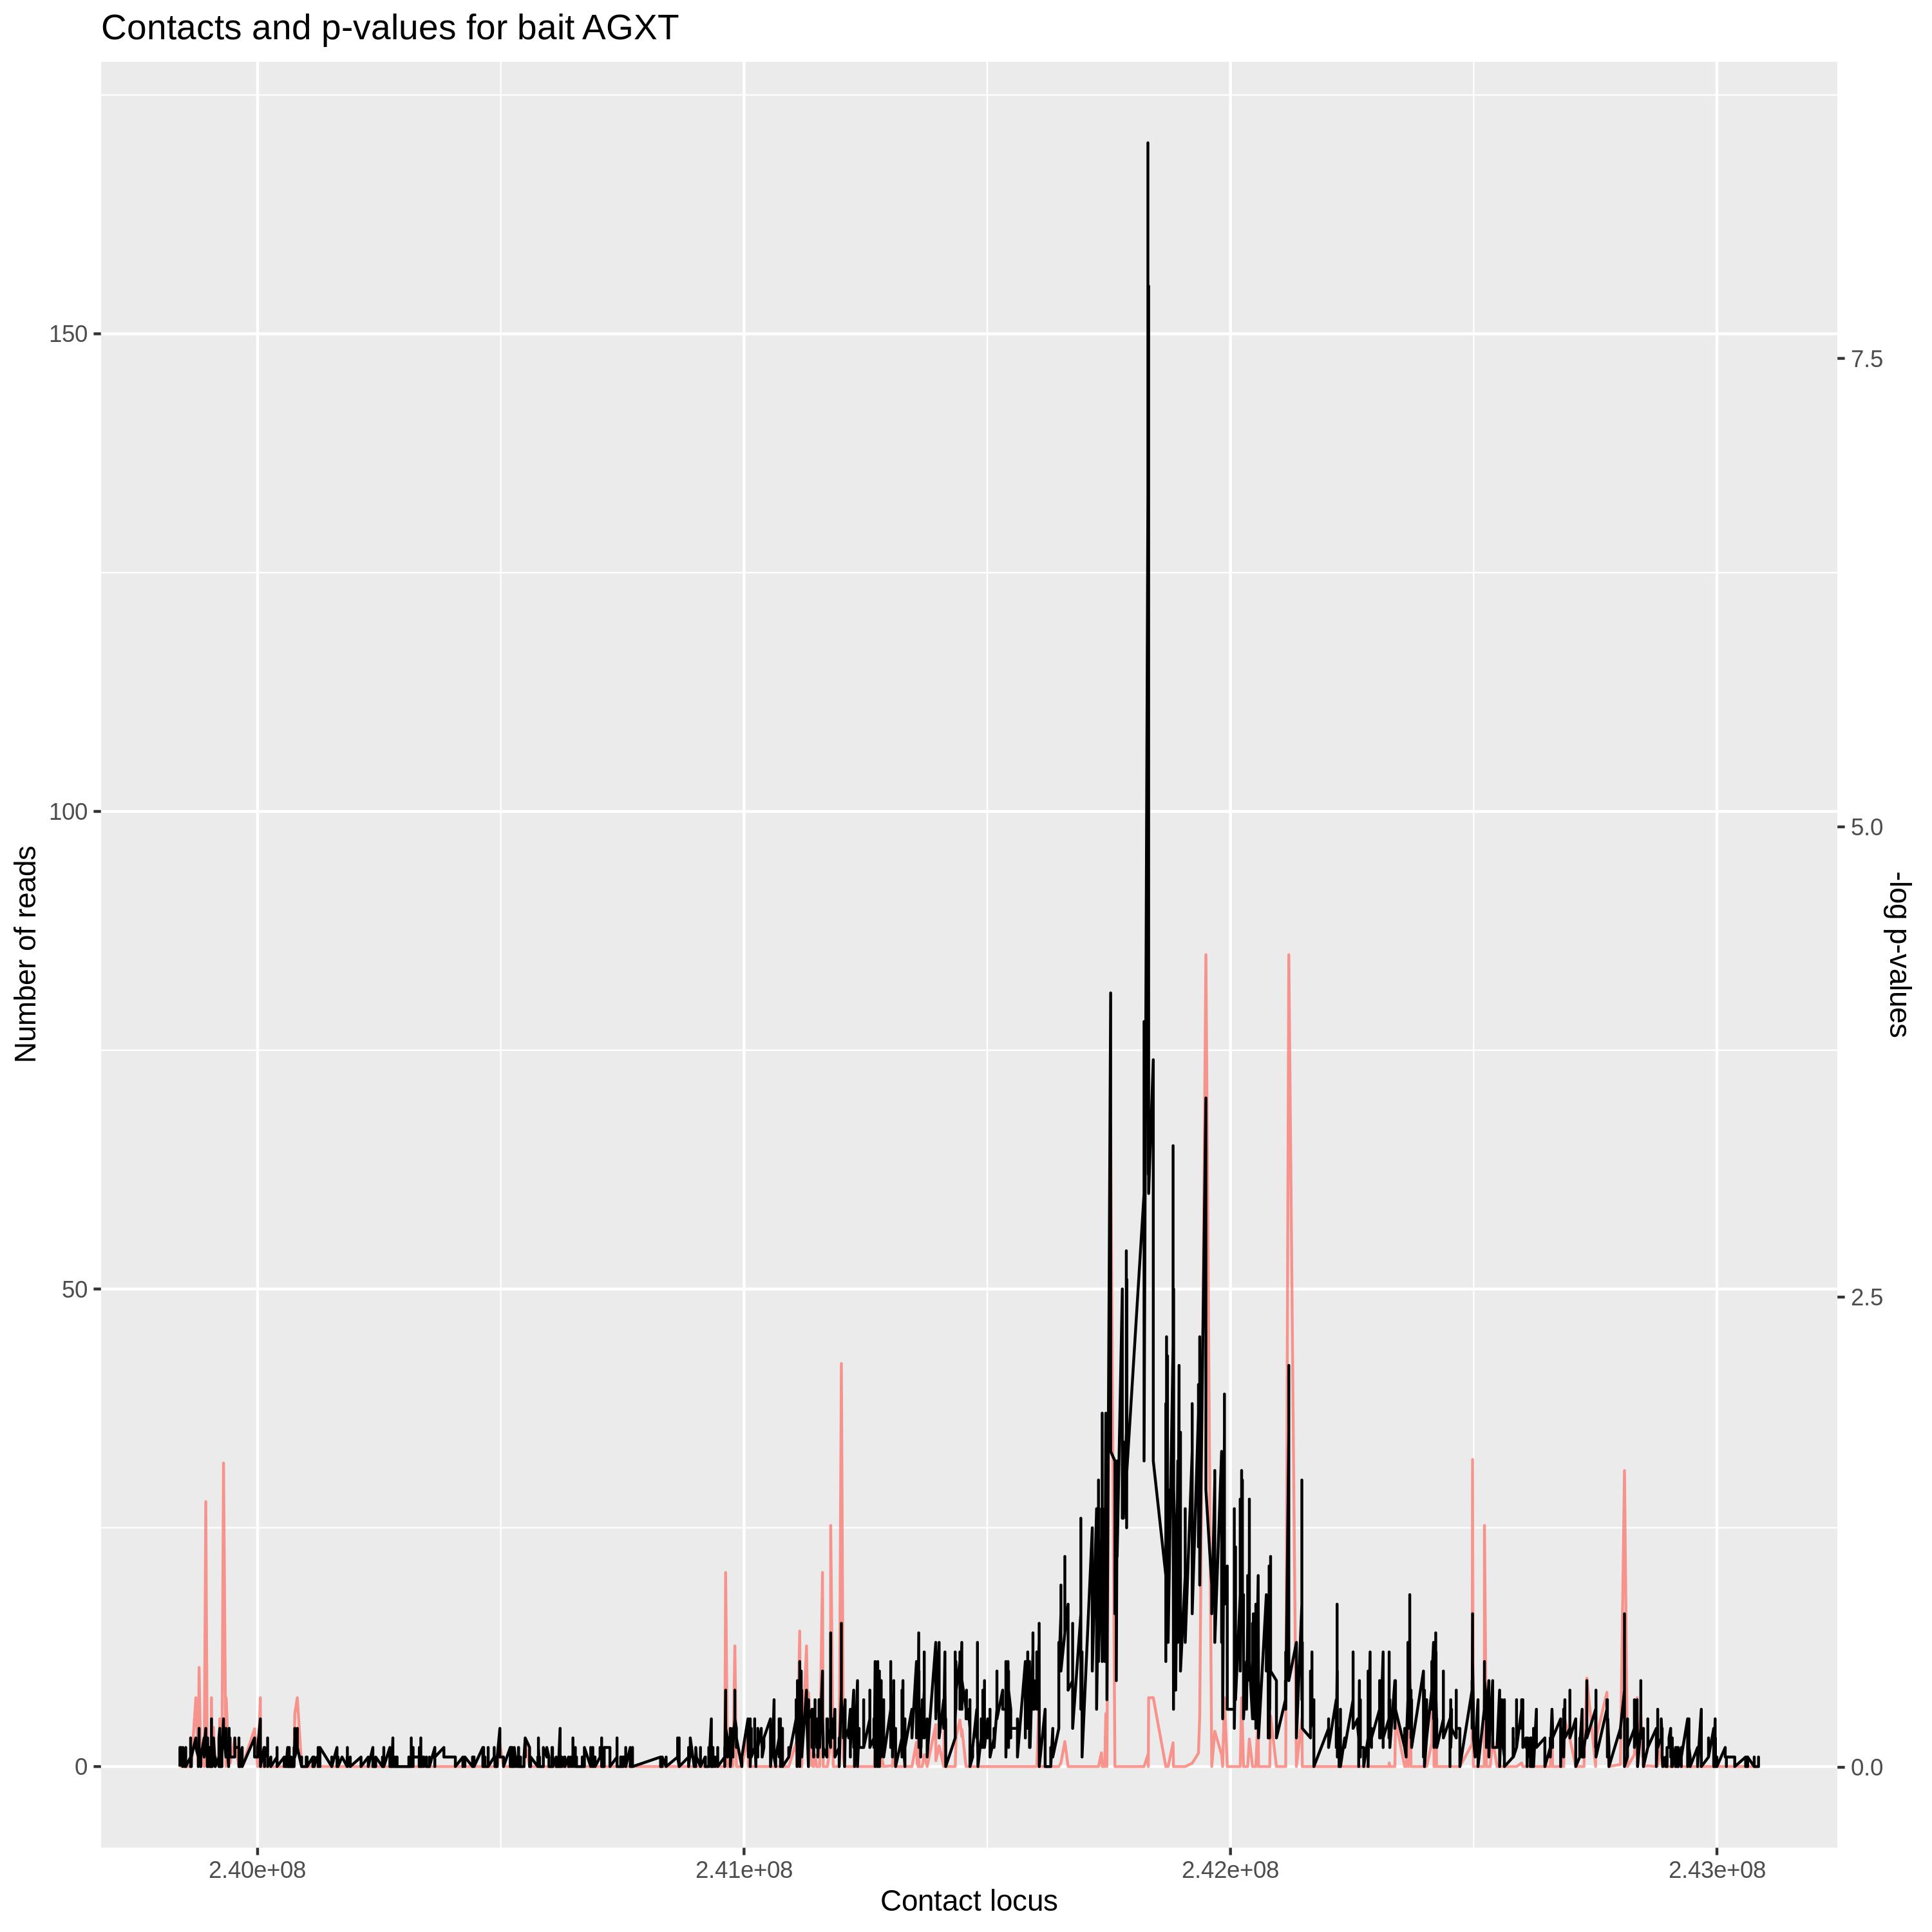 Contacts and p-values for bait AGXT
150
100
50
0
Number of reads
7.5
5.0
2.5
0.0
-log p-values
2.40e+08
2.41e+08
2.42e+08
2.43e+08
Contact locus